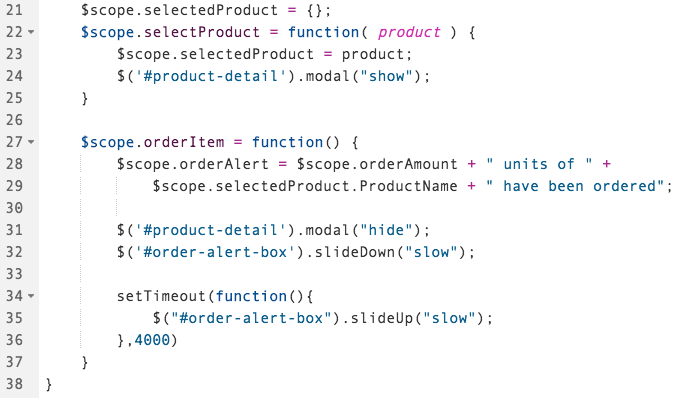 21 $scope.selectedProduct = {};
22 $scope.selectProduct = function( product ) {
23 $scope.selectedProduct = product;
24 $('#product-detail').modal("show");
25 }
26
27 $scope.orderItem = function() {
28 $scope.orderAlert = $scope.orderAmount + " units of " +
29 $scope.selectedProduct.ProductName + " have been ordered";
30
31 $('#product-detail').modal("hide");
32 $('#order-alert-box').slideDown("slow");
33
34 setTimeout(function(){
35 $("#order-alert-box").slideUp("slow");
36 },4000)
37 }
38 }